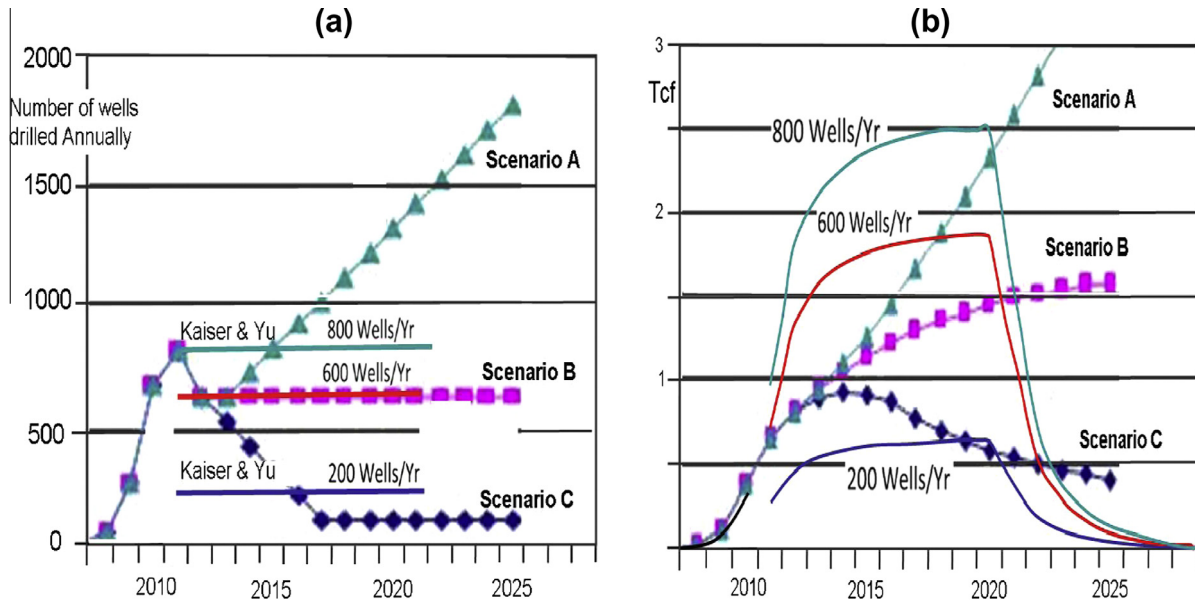 (a)
2000
Number of wells
drilled Annually
1500
1000
500
0
Scenario A
Kaiser & Yu
800 Wells/Yr
600 Wells/Yr
Scenario B
Kaiser & Yu
200 Wells/Yr
Scenario C
2010
2015
2020
2025
(b)
3
Tcf
2
1
Scenario A
800 Wells/Yr
600 Wells/Yr
Scenario B
Scenario C
200 Wells/Yr
2010
2015
2020
2025